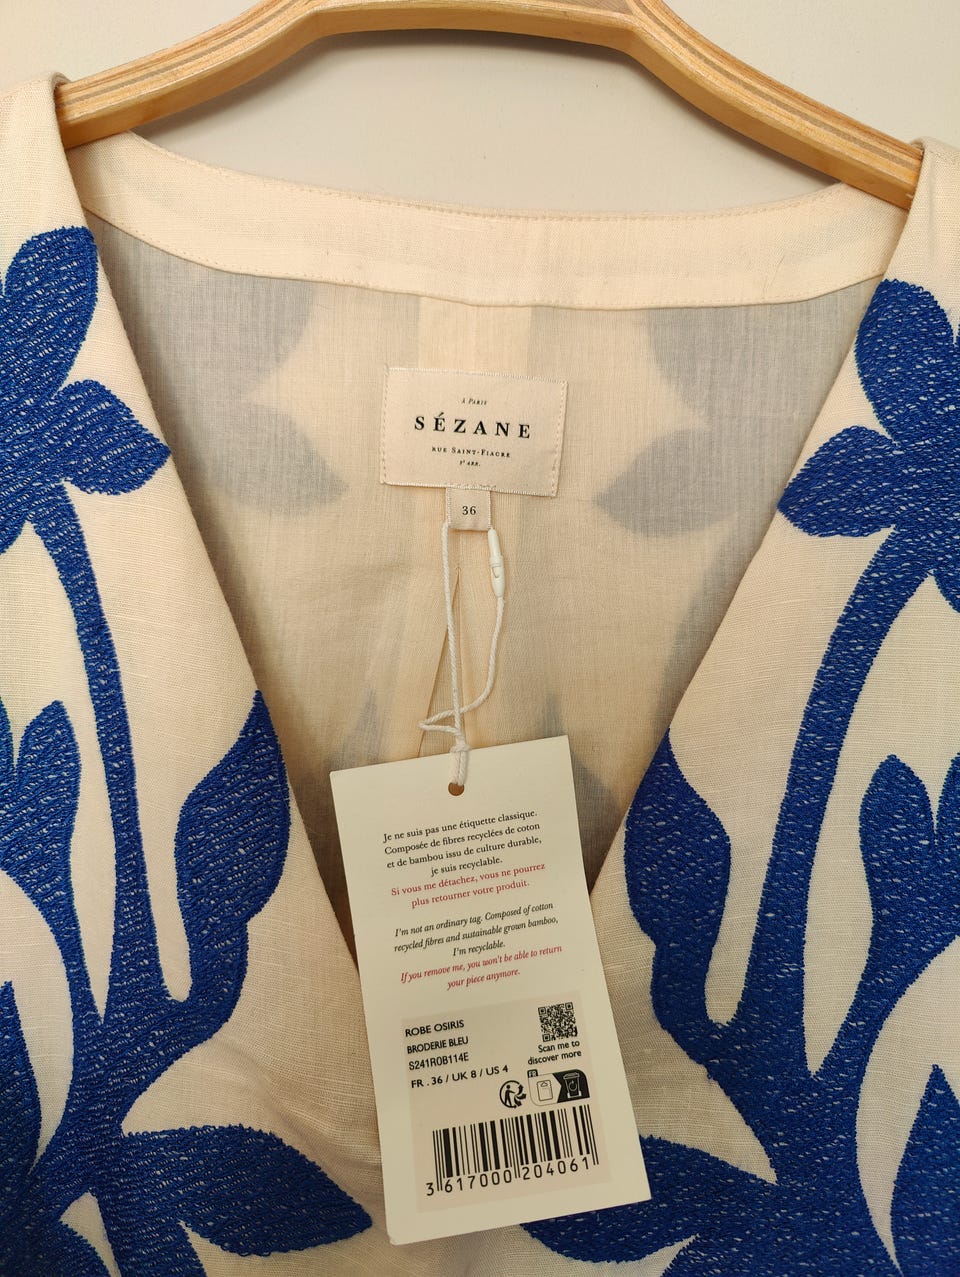 À PARIS
SÉZANE
RUE SAINT-FIACRE
2e ARR.
36
Je ne suis pas une étiquette classique.
Composée de fibres recyclées de coton
et de bambou issu de culture durable,
je suis recyclable.
Si vous me détachez, vous ne pourrez
plus retourner votre produit.
I'm not an ordinary tag. Composed of cotton
recycled fibres and sustainable grown bamboo,
I'm recyclable.
If you remove me, you won't be able to return
your piece anymore.
ROBE OSIRIS
BRODERIE BLEU
S241ROB114E
FR . 36 / UK 8 / US 4
Scan me to
discover more
FR
3 617000 204061